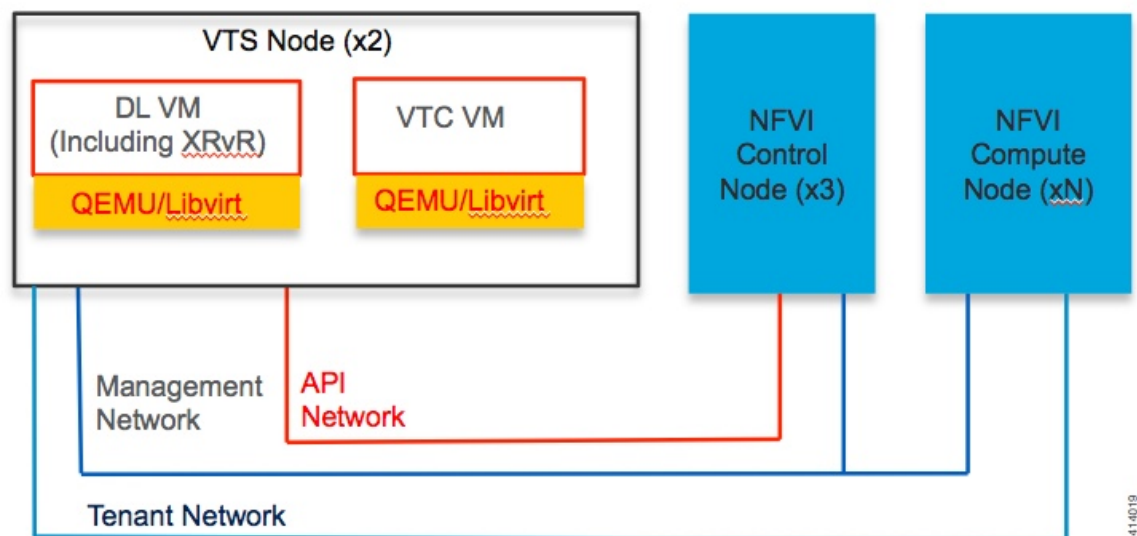 VTS Node (x2)
DL VM
(Including XRvR)
QEMU/Libvirt
VTC VM
QEMU/Libvirt
NFVI
Control
Node (x3)
NFVI
Compute
Node (xN)
Management
Network
API
Network
Tenant Network
414019